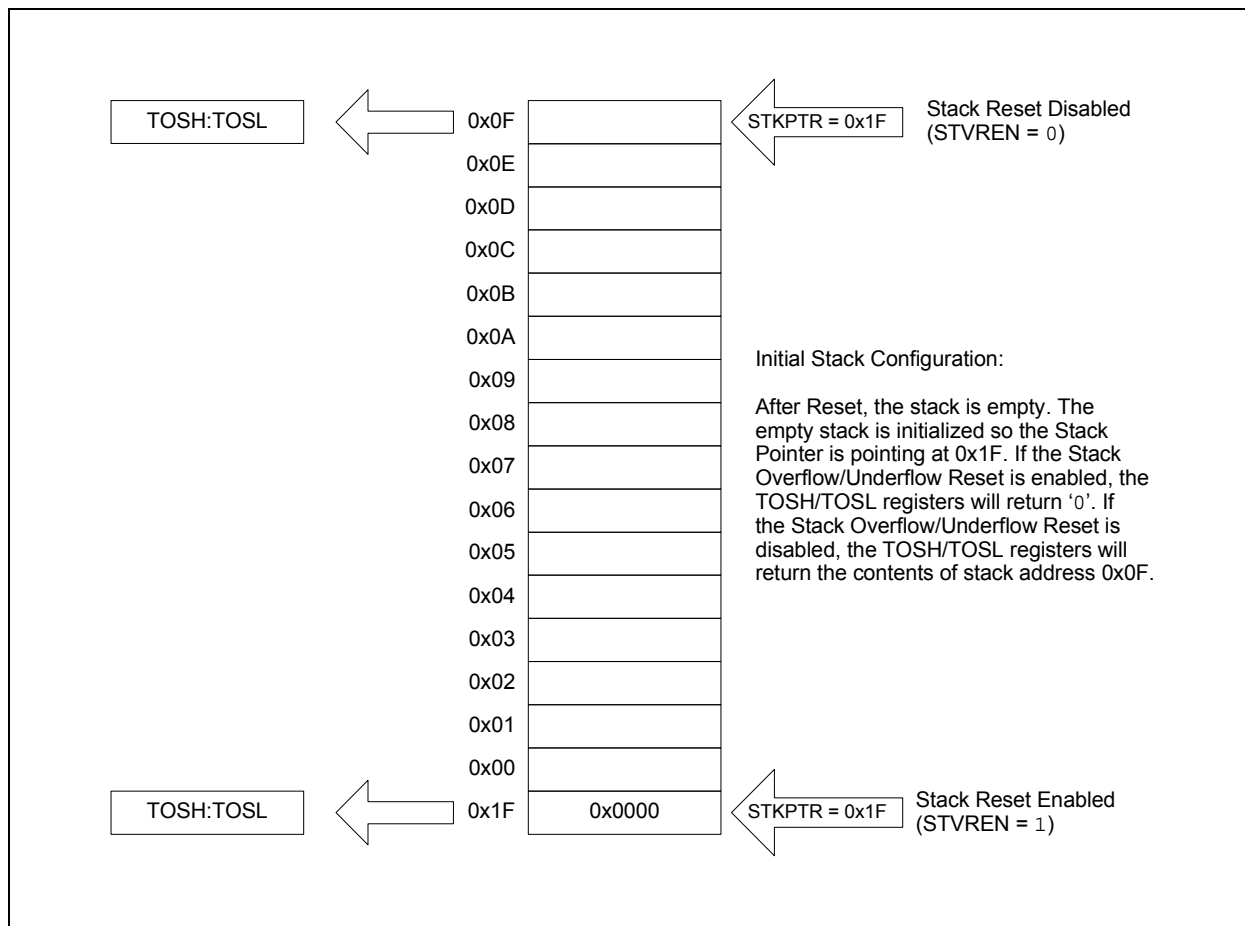 TOSH:TOSL
0x0F
STKPTR = 0x1F
Stack Reset Disabled
(STVREN = 0)
0x0E
0x0D
0x0C
0x0B
0x0A
0x09
0x08
0x07
0x06
0x05
0x04
0x03
0x02
0x01
0x00
Initial Stack Configuration:
After Reset, the stack is empty. The
empty stack is initialized so the Stack
Pointer is pointing at 0x1F. If the Stack
Overflow/Underflow Reset is enabled, the
TOSH/TOSL registers will return ‘0’. If
the Stack Overflow/Underflow Reset is
disabled, the TOSH/TOSL registers will
return the contents of stack address 0x0F.
TOSH:TOSL
0x1F
0x0000
STKPTR = 0x1F
Stack Reset Enabled
(STVREN = 1)